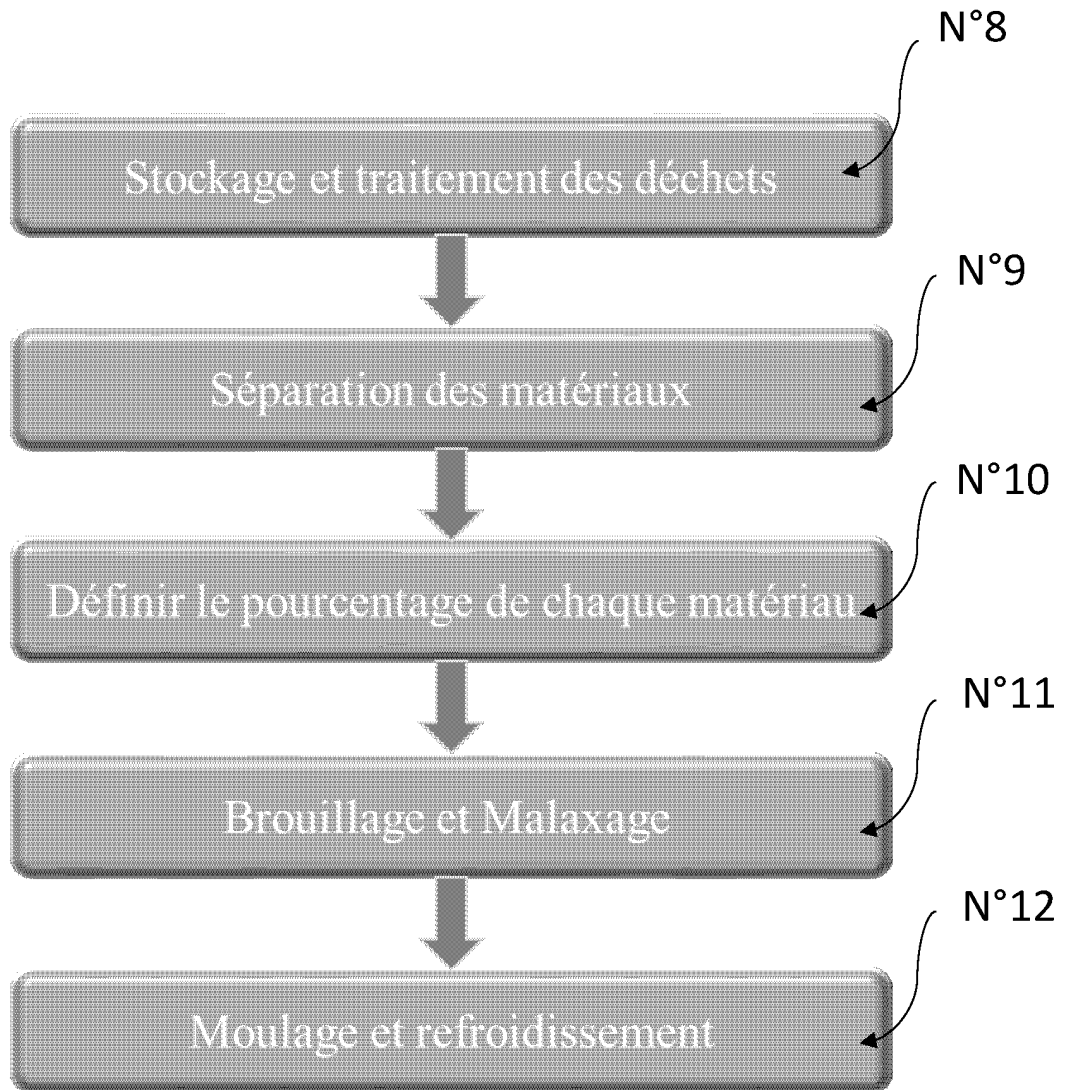 N°8
Stockage et traitement des déchets
N°9
Séparation des matériaux
N°10
Définir le pourcentage de chaque matériau
N°11
Brouillage et Malaxage
N°12
Moulage et refroidissement